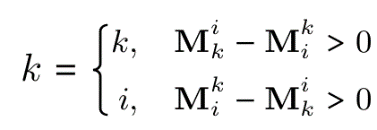 k = { k, M_k^i − M_i^k > 0
i, M_i^k − M_k^i > 0